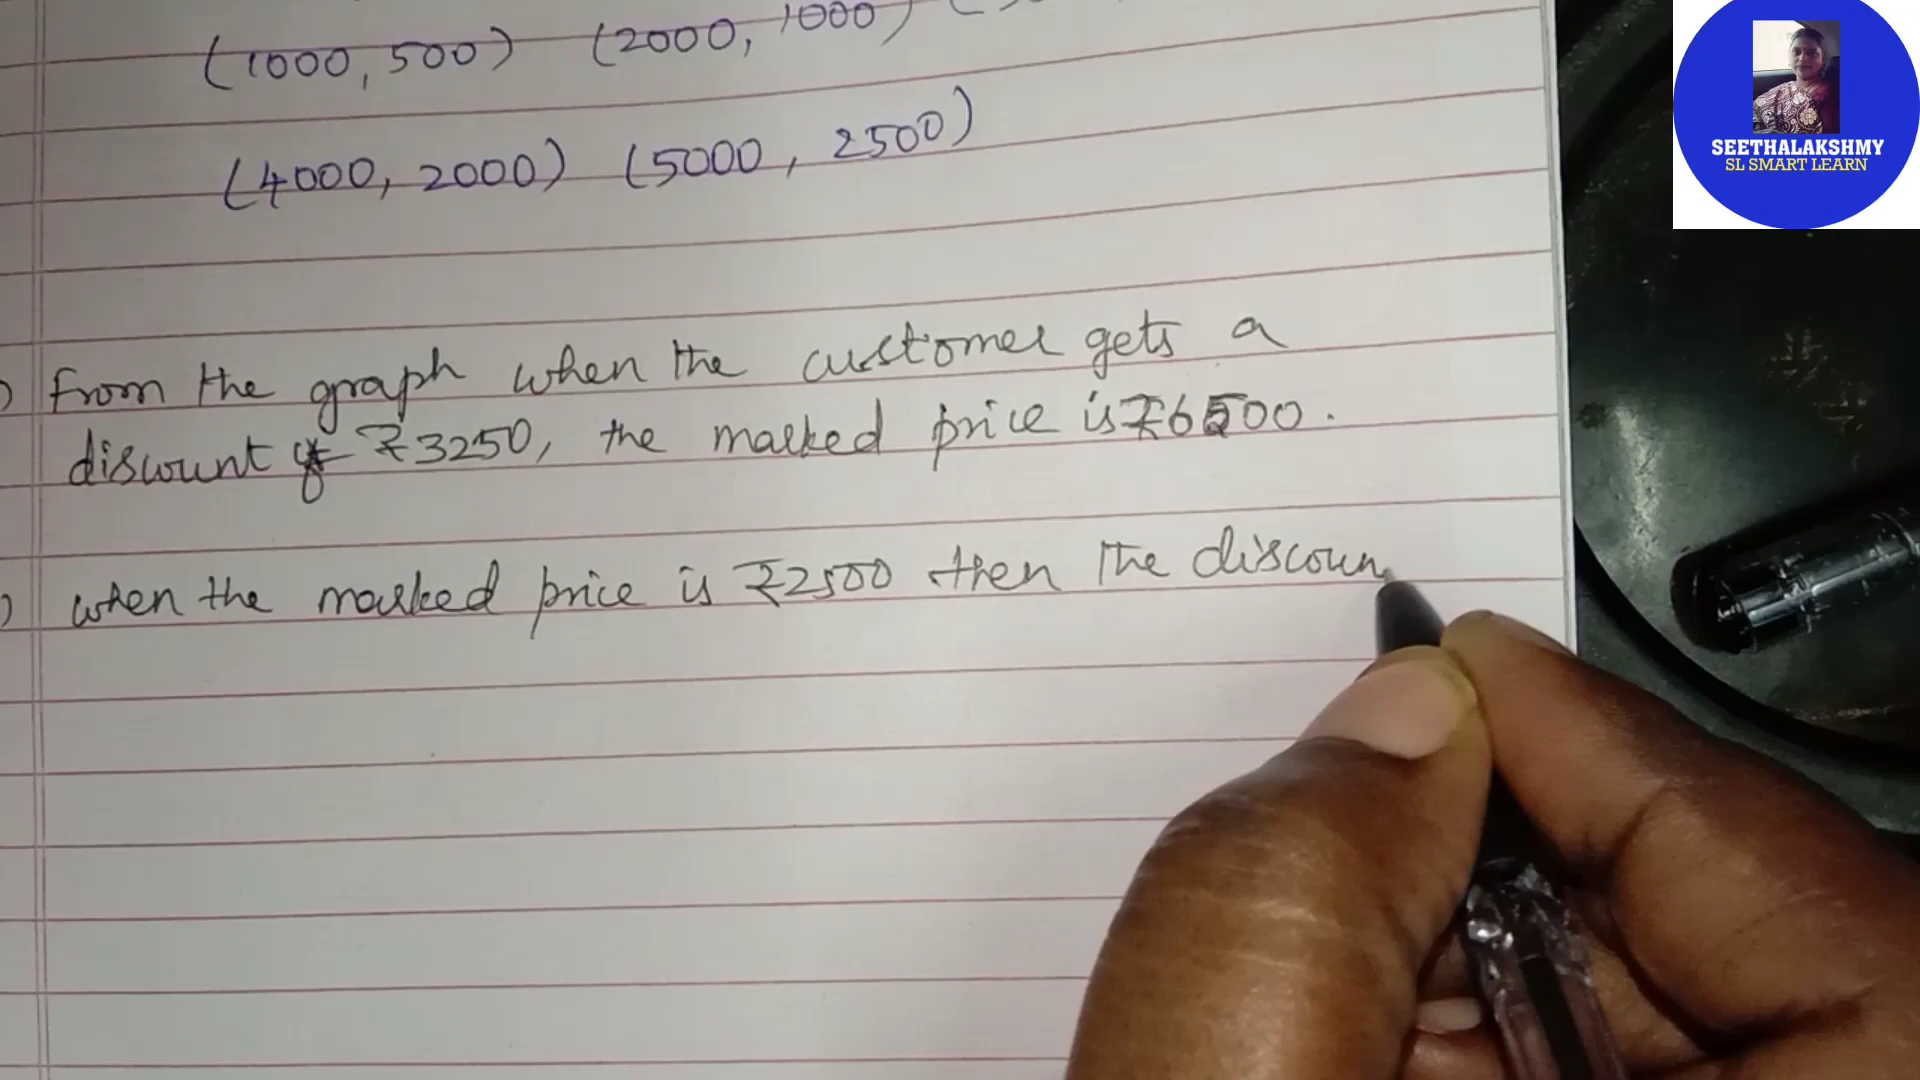 (1000, 500) (2000, 1000) (
(4000, 2000) (5000, 2500)
) From the graph when the customer gets a
discount of ₹3250, the marked price is ₹6500.
) when the marked price is ₹2500 then the discoun
SEETHALAKSHMY
SL SMART LEARN